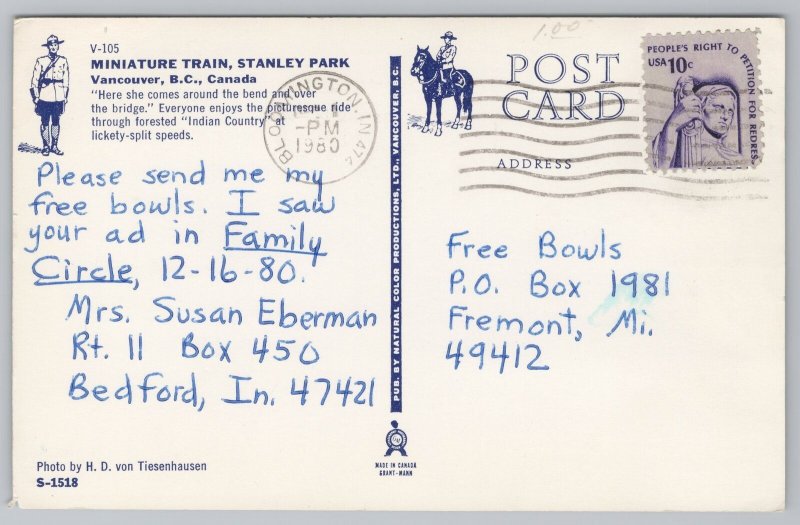 V-105
MINIATURE TRAIN, STANLEY PARK
Vancouver, B.C., Canada
"Here she comes around the bend and over
the bridge." Everyone enjoys the picturesque ride
through forested "Indian Country" at
lickety-split speeds.
BLOOMINGTON, IN 474
PM
1980
1.00
POST
CARD
ADDRESS
PEOPLE'S RIGHT TO PETITION FOR REDRESS
USA 10c
Please send me my
free bowls. I saw
your ad in Family
Circle, 12-16-80.
Mrs. Susan Eberman
Rt. 11 Box 450
Bedford, In. 47421
PUB. BY NATURAL COLOR PRODUCTIONS, LTD., VANCOUVER, B.C.
Free Bowls
P.O. Box 1981
Fremont, Mi.
49412
Photo by H. D. von Tiesenhausen
S-1518
MADE IN CANADA
GRANT-MANN